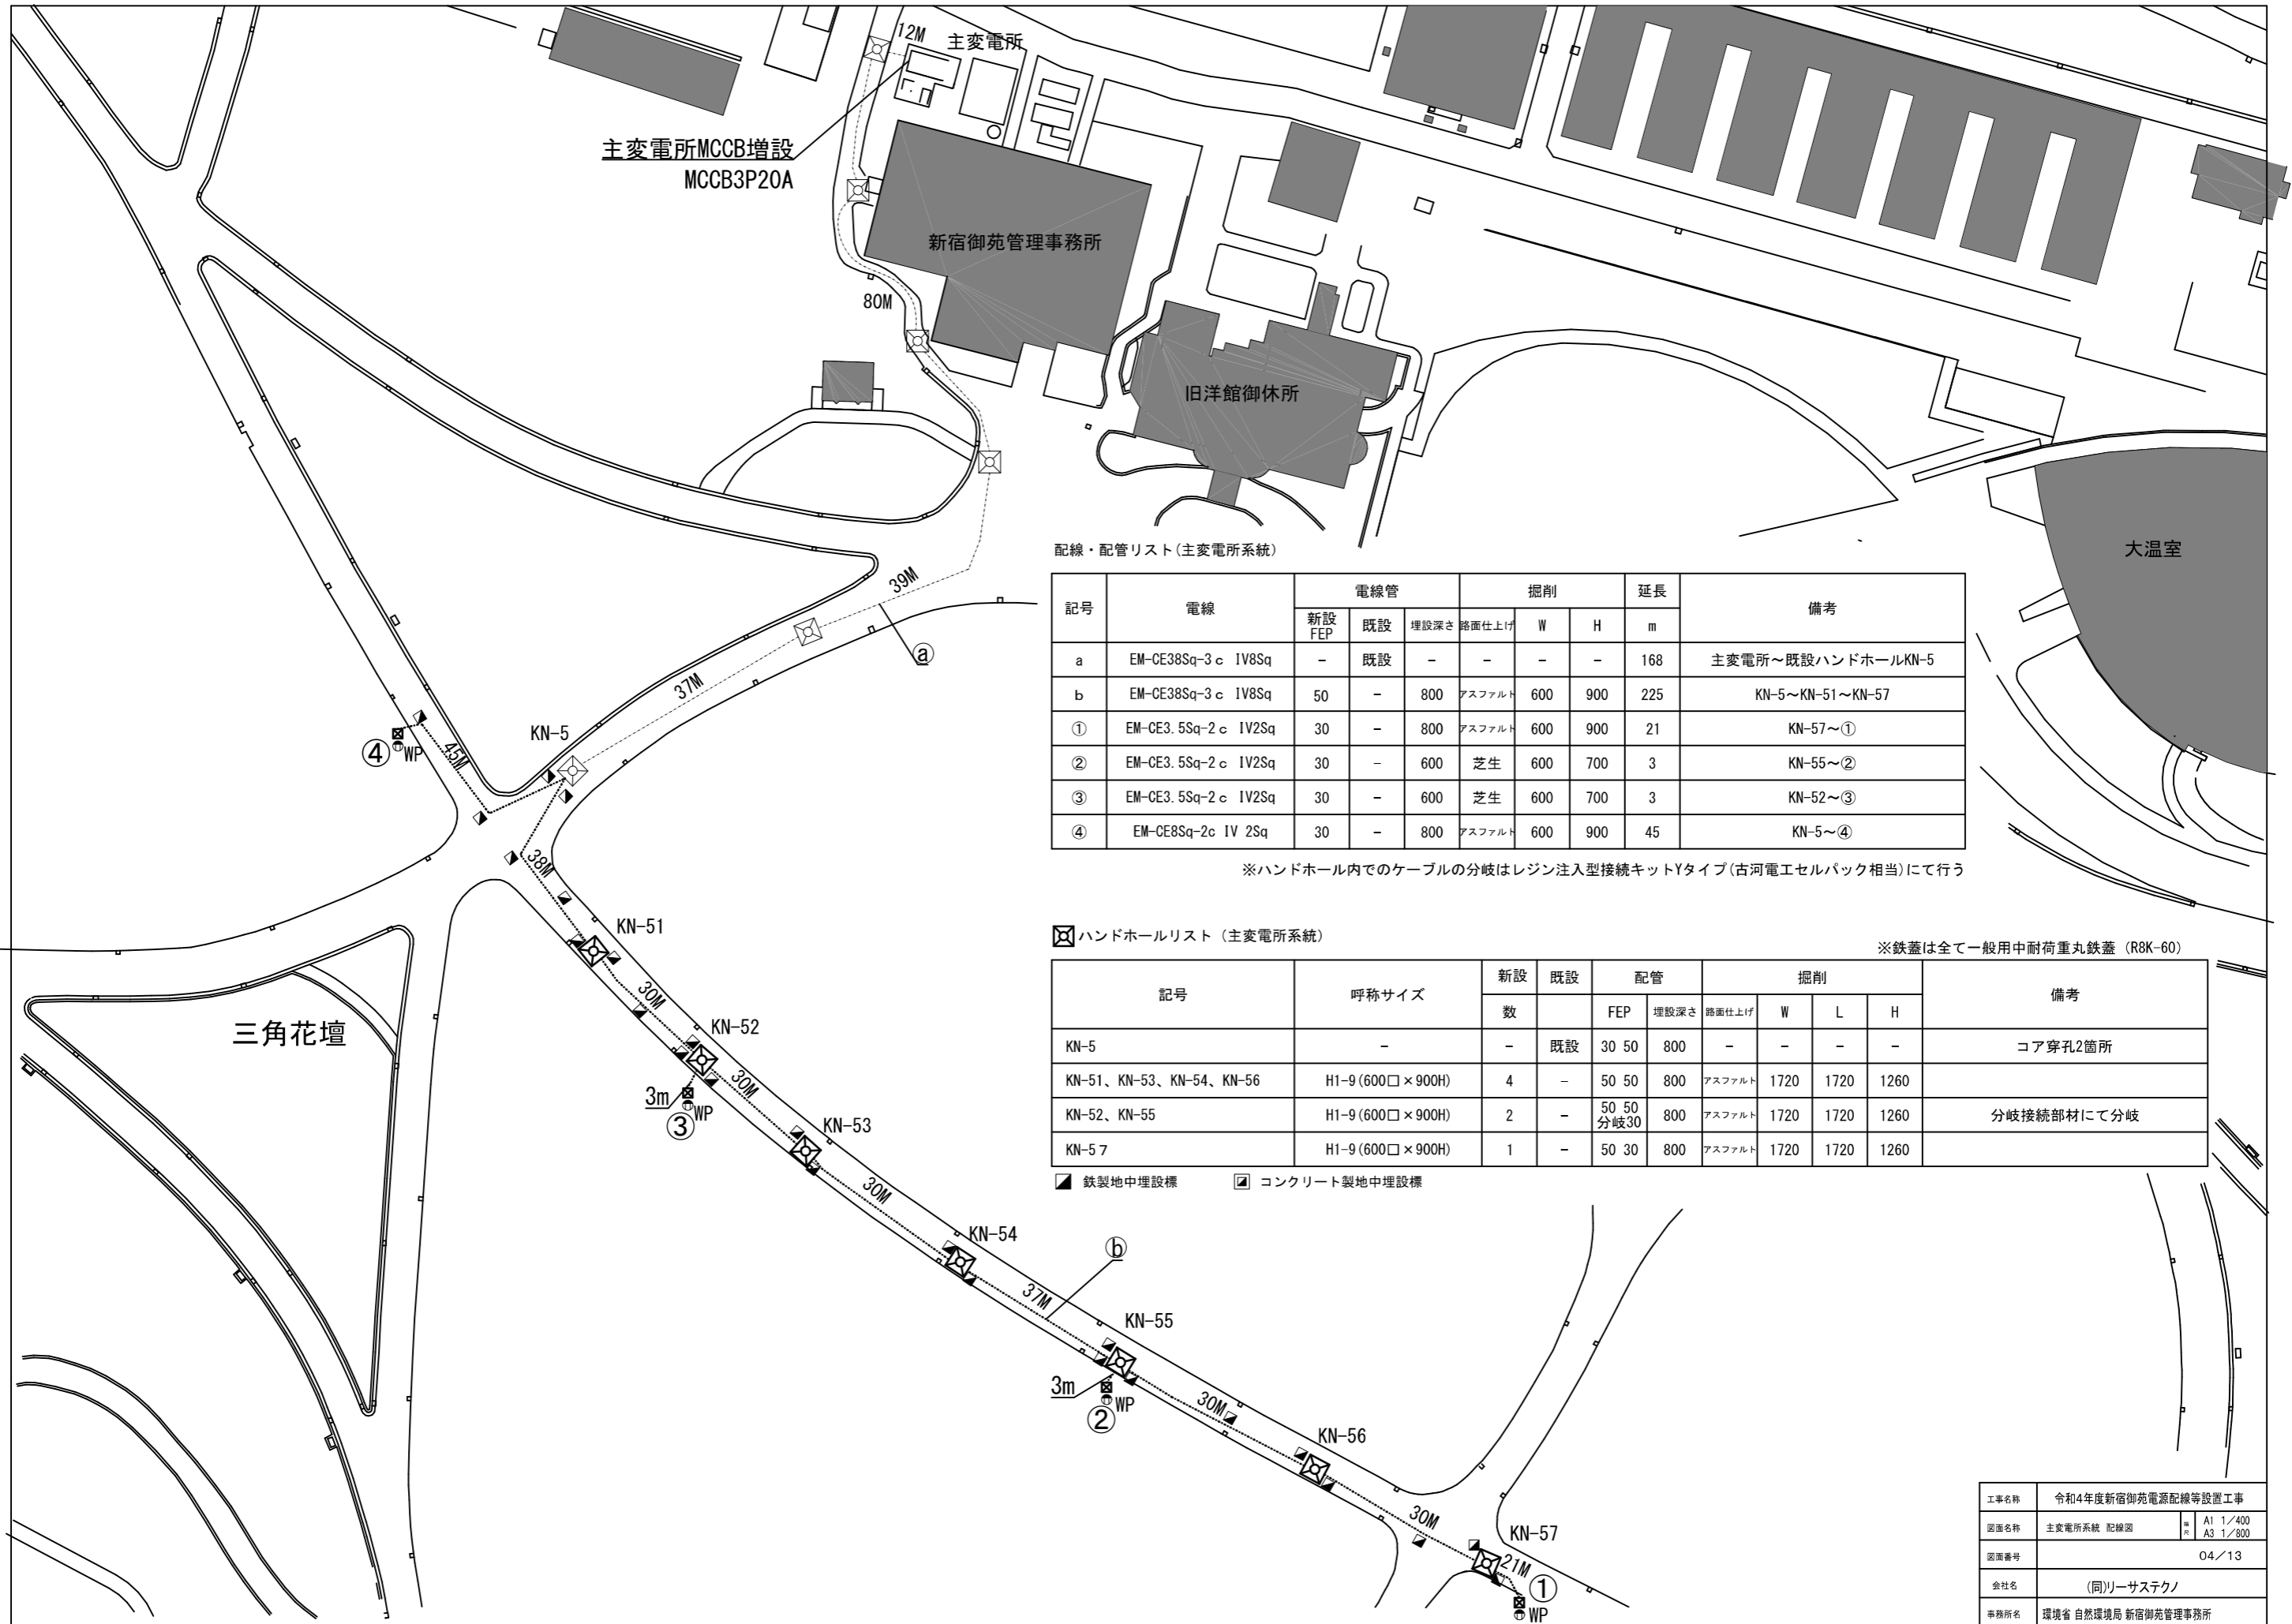 12M
主変電所
主変電所MCCB増設
MCCB3P20A
新宿御苑管理事務所
80M
旧洋館御休所
大温室
39M
ⓐ
37M
KN-5
④
WP
45M
38M
KN-51
30M
KN-52
30M
3m
WP
③
KN-53
30M
KN-54
ⓑ
37M
KN-55
3m
WP
②
30M
KN-56
30M
KN-57
21M
①
WP
三角花壇
配線・配管リスト(主変電所系統)
記号 電線 電線管 掘削 延長 備考
新設FEP 既設 埋設深さ 路面仕上げ W H m
a EM-CE38Sq-3c IV8Sq − 既設 − − − − 168 主変電所～既設ハンドホールKN-5
b EM-CE38Sq-3c IV8Sq 50 − 800 アスファルト 600 900 225 KN-5～KN-51～KN-57
① EM-CE3.5Sq-2c IV2Sq 30 − 800 アスファルト 600 900 21 KN-57～①
② EM-CE3.5Sq-2c IV2Sq 30 − 600 芝生 600 700 3 KN-55～②
③ EM-CE3.5Sq-2c IV2Sq 30 − 600 芝生 600 700 3 KN-52～③
④ EM-CE8Sq-2c IV 2Sq 30 − 800 アスファルト 600 900 45 KN-5～④
※ハンドホール内でのケーブルの分岐はレジン注入型接続キットYタイプ(古河電工エルパック相当)にて行う
ハンドホールリスト（主変電所系統）
※鉄蓋は全て一般用中耐荷重丸鉄蓋（R8K-60）
記号 呼称サイズ 新設 既設 配管 掘削 備考
数 FEP 埋設深さ 路面仕上げ W L H
KN-5 − − 既設 30 50 800 − − − − コア穿孔2箇所
KN-51、KN-53、KN-54、KN-56 H1-9(600□×900H) 4 − 50 50 800 アスファルト 1720 1720 1260
KN-52、KN-55 H1-9(600□×900H) 2 − 50 50 分岐30 800 アスファルト 1720 1720 1260 分岐接続部材にて分岐
KN-57 H1-9(600□×900H) 1 − 50 30 800 アスファルト 1720 1720 1260
鉄製地中埋設標 コンクリート製地中埋設標
工事名称 令和4年度新宿御苑電源配線等設置工事
図面名称 主変電所系統 配線図 縮尺 A1 1/400 A3 1/800
図面番号 04/13
会社名 (同)リーサステクノ
事務所名 環境省 自然環境局 新宿御苑管理事務所